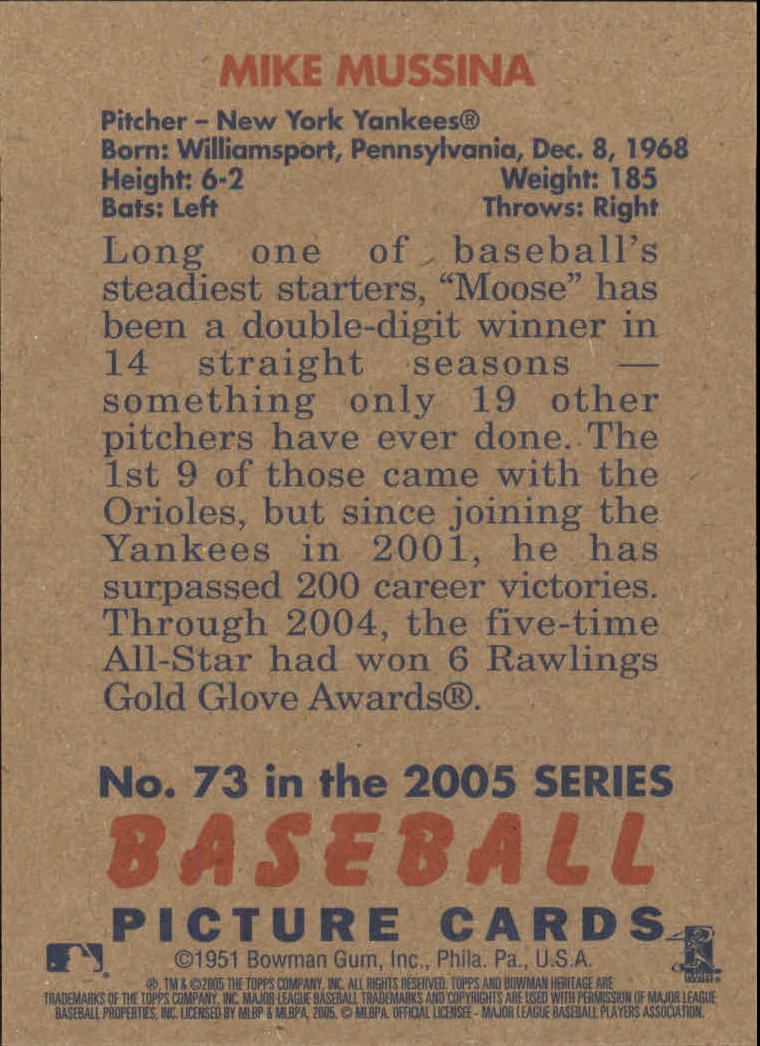 MIKE MUSSINA
Pitcher – New York Yankees®
Born: Williamsport, Pennsylvania, Dec. 8, 1968
Height: 6-2 Weight: 185
Bats: Left Throws: Right
Long one of baseball's
steadiest starters, “Moose” has
been a double-digit winner in
14 straight seasons —
something only 19 other
pitchers have ever done. The
1st 9 of those came with the
Orioles, but since joining the
Yankees in 2001, he has
surpassed 200 career victories.
Through 2004, the five-time
All-Star had won 6 Rawlings
Gold Glove Awards®.
No. 73 in the 2005 SERIES
BASEBALL
PICTURE CARDS
©1951 Bowman Gum, Inc., Phila. Pa., U.S.A.
®, TM & ©2005 THE TOPPS COMPANY, INC. ALL RIGHTS RESERVED. TOPPS AND BOWMAN HERITAGE ARE
TRADEMARKS OF THE TOPPS COMPANY, INC. MAJOR LEAGUE BASEBALL TRADEMARKS AND COPYRIGHTS ARE USED WITH PERMISSION OF MAJOR LEAGUE
BASEBALL PROPERTIES, INC. LICENSED BY MLBP & MLBPA, 2005. © MLBPA. OFFICIAL LICENSEE - MAJOR LEAGUE BASEBALL PLAYERS ASSOCIATION.